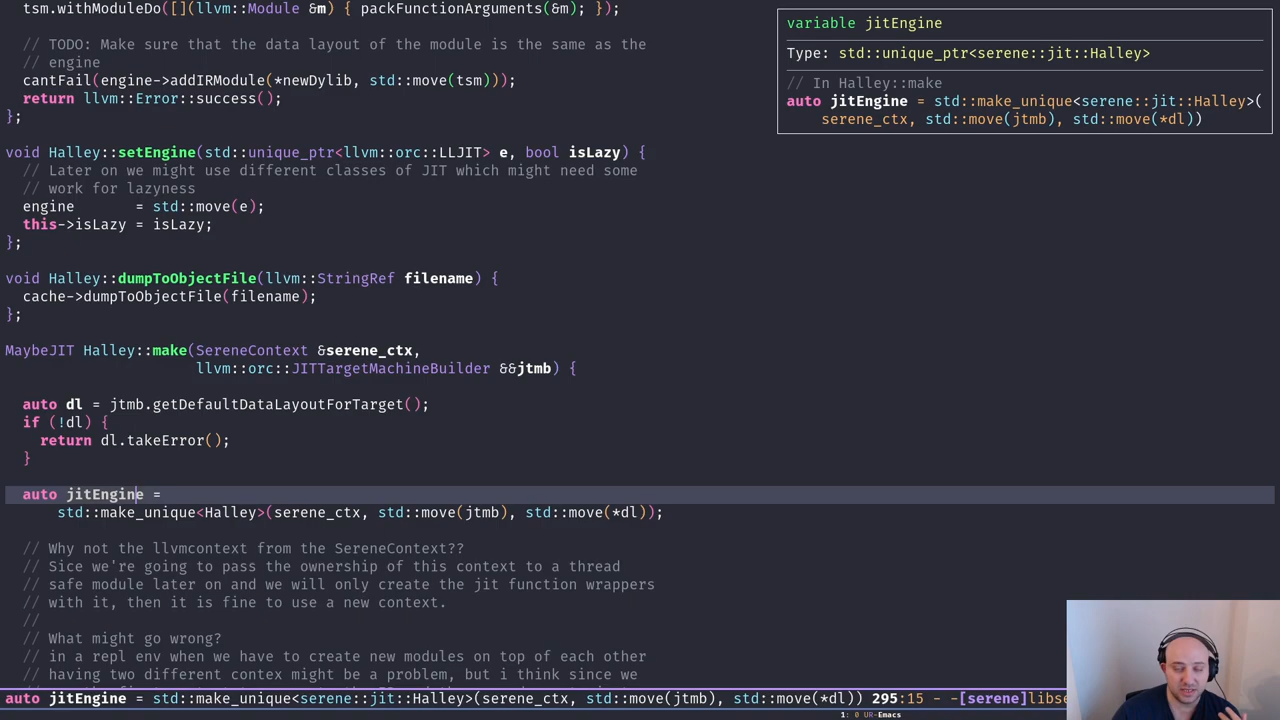 tsm.withModuleDo([](llvm::Module &m) { packFunctionArguments(&m); });
// TODO: Make sure that the data layout of the module is the same as the
// engine
cantFail(engine->addIRModule(*newDylib, std::move(tsm)));
return llvm::Error::success();
};
void Halley::setEngine(std::unique_ptr<llvm::orc::LLJIT> e, bool isLazy) {
// Later on we might use different classes of JIT which might need some
// work for lazyness
engine       = std::move(e);
this->isLazy = isLazy;
};
void Halley::dumpToObjectFile(llvm::StringRef filename) {
cache->dumpToObjectFile(filename);
};
MaybeJIT Halley::make(SereneContext &serene_ctx,
llvm::orc::JITTargetMachineBuilder &&jtmb) {
auto dl = jtmb.getDefaultDataLayoutForTarget();
if (!dl) {
return dl.takeError();
}
auto jitEngine =
std::make_unique<Halley>(serene_ctx, std::move(jtmb), std::move(*dl));
// Why not the llvmcontext from the SereneContext??
// Sice we're going to pass the ownership of this context to a thread
// safe module later on and we will only create the jit function wrappers
// with it, then it is fine to use a new context.
//
// What might go wrong?
// in a repl env when we have to create new modules on top of each other
// having two different contex might be a problem, but i think since we
variable jitEngine
Type: std::unique_ptr<serene::jit::Halley>
// In Halley::make
auto jitEngine = std::make_unique<serene::jit::Halley>(
serene_ctx, std::move(jtmb), std::move(*dl))
auto jitEngine = std::make_unique<serene::jit::Halley>(serene_ctx, std::move(jtmb), std::move(*dl)) 295:15 - -[serene]libse
1: 0 UR-Emacs